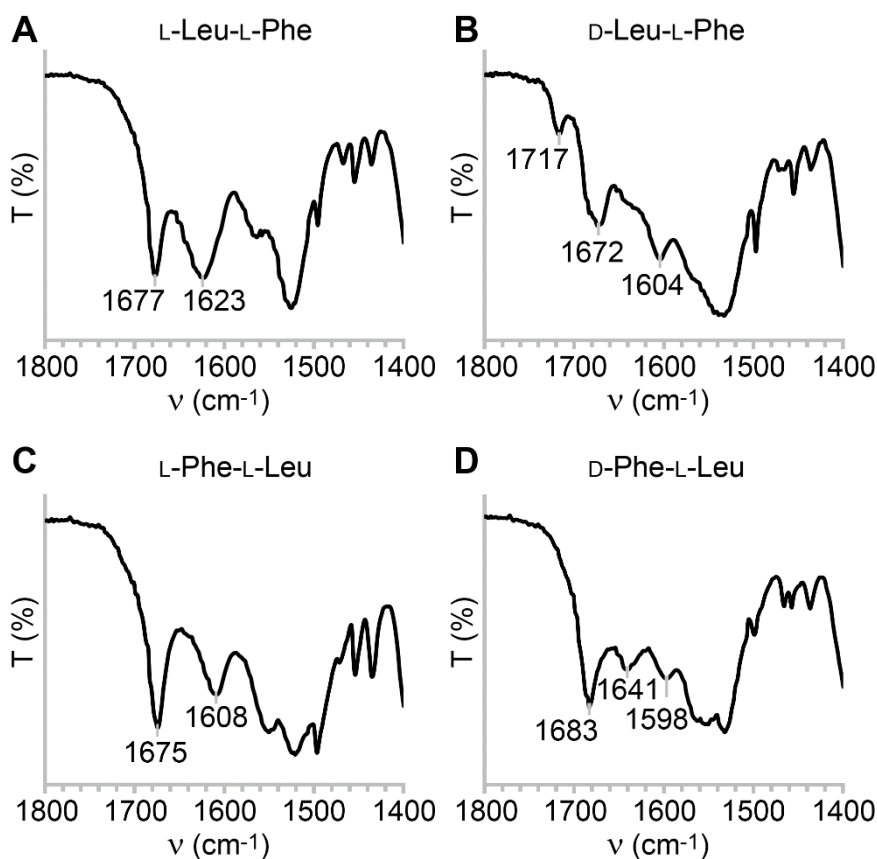 A
L-Leu-L-Phe
T (%)
1677
1623
1800 1700 1600 1500 1400
ν (cm-1)
B
D-Leu-L-Phe
T (%)
1717
1672
1604
1800 1700 1600 1500 1400
ν (cm-1)
C
L-Phe-L-Leu
T (%)
1608
1675
1800 1700 1600 1500 1400
ν (cm-1)
D
D-Phe-L-Leu
T (%)
1641
1683
1598
1800 1700 1600 1500 1400
ν (cm-1)